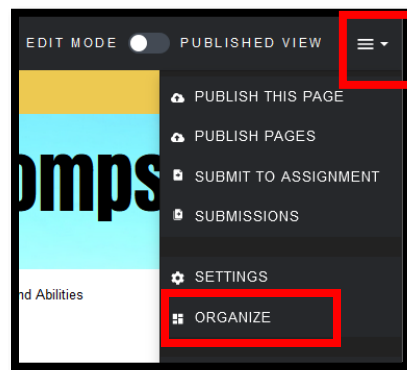 EDIT MODE PUBLISHED VIEW
PUBLISH THIS PAGE
PUBLISH PAGES
omps
SUBMIT TO ASSIGNMENT
SUBMISSIONS
SETTINGS
nd Abilities
ORGANIZE